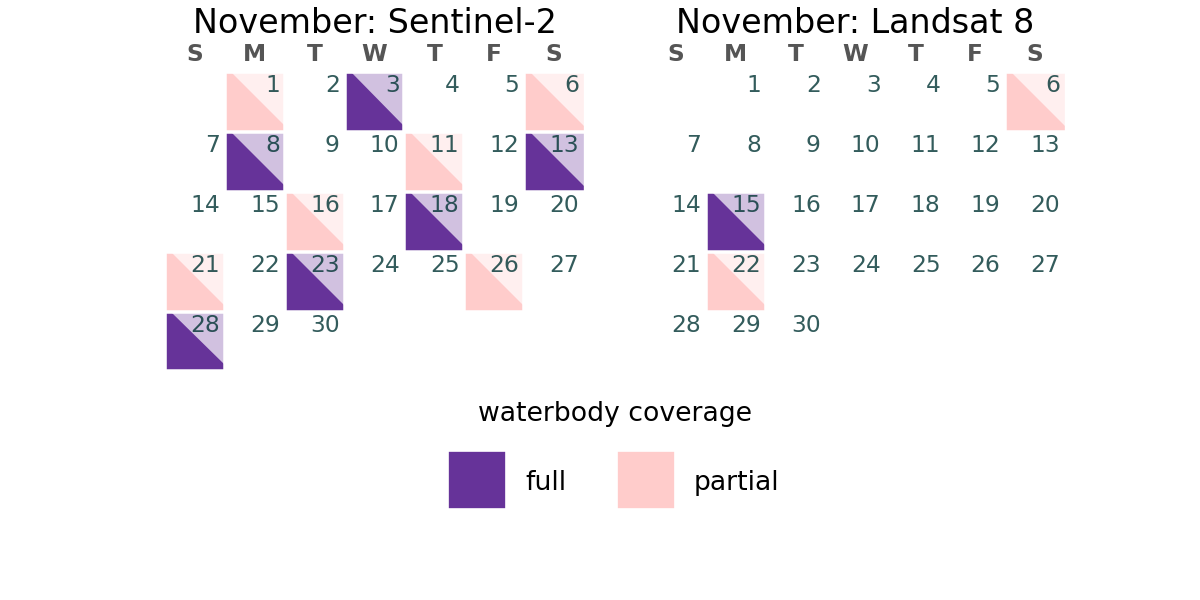 November: Sentinel-2
S M T W T F S
1 2 3 4 5 6
7 8 9 10 11 12 13
14 15 16 17 18 19 20
21 22 23 24 25 26 27
28 29 30
November: Landsat 8
S M T W T F S
1 2 3 4 5 6
7 8 9 10 11 12 13
14 15 16 17 18 19 20
21 22 23 24 25 26 27
28 29 30
waterbody coverage
full partial